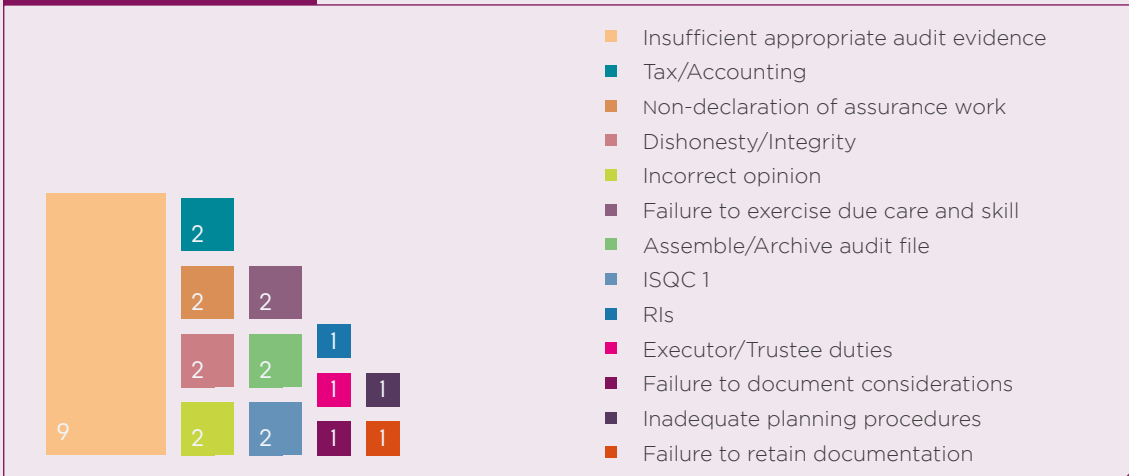 Insufficient appropriate audit evidence
Tax/Accounting
Non-declaration of assurance work
Dishonesty/Integrity
Incorrect opinion
Failure to exercise due care and skill
Assemble/Archive audit file
ISQC 1
RIs
Executor/Trustee duties
Failure to document considerations
Inadequate planning procedures
Failure to retain documentation
2
2 2
1
2 2
1 1
9 2 2 1 1